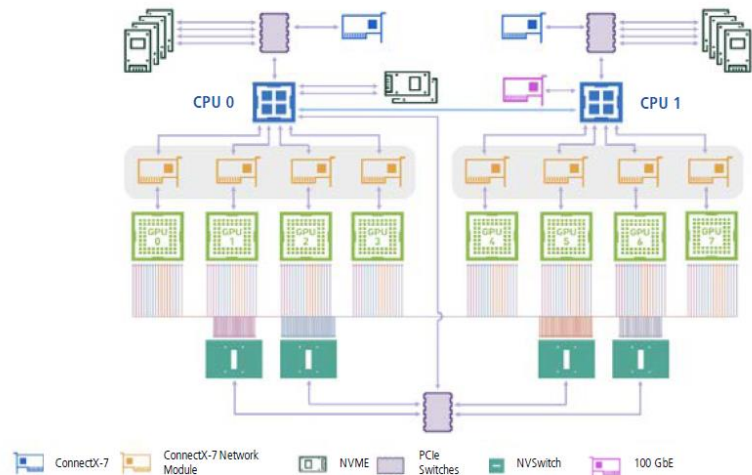 CPU 0
CPU 1
GPU 0
GPU 1
GPU 2
GPU 3
GPU 4
GPU 5
GPU 6
GPU 7
ConnectX-7
ConnectX-7 Network
Module
NVME
PCIe
Switches
NVSwitch
100 GbE